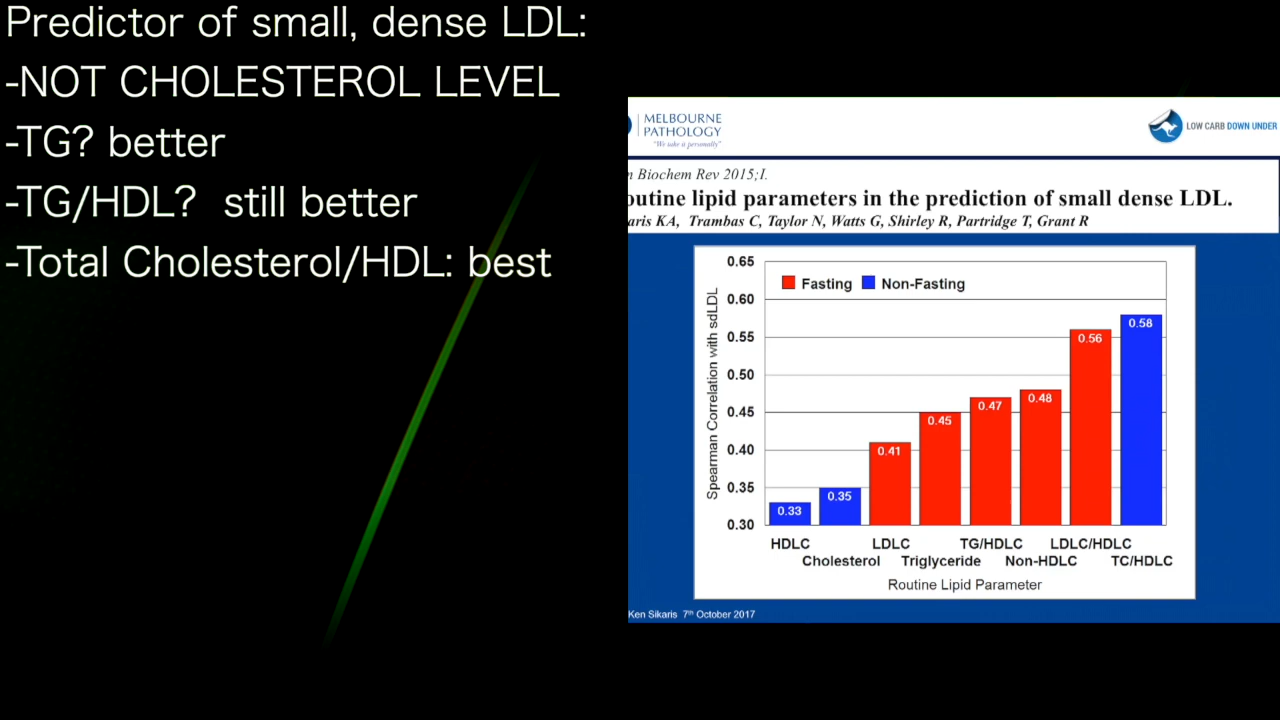 Predictor of small, dense LDL:
-NOT CHOLESTEROL LEVEL
-TG? better
-TG/HDL? still better
-Total Cholesterol/HDL: best
MELBOURNE
PATHOLOGY
"We take it personally"
LOW CARB DOWN UNDER
n Biochem Rev 2015;I.
outine lipid parameters in the prediction of small dense LDL.
aris KA, Trambas C, Taylor N, Watts G, Shirley R, Partridge T, Grant R
Fasting Non-Fasting
Spearman Correlation with sdLDL
0.65
0.60
0.55
0.50
0.45
0.40
0.35
0.30
0.33
0.35
0.41
0.45
0.47
0.48
0.56
0.58
HDLC LDLC TG/HDLC LDLC/HDLC
Cholesterol Triglyceride Non-HDLC TC/HDLC
Routine Lipid Parameter
Ken Sikaris 7th October 2017